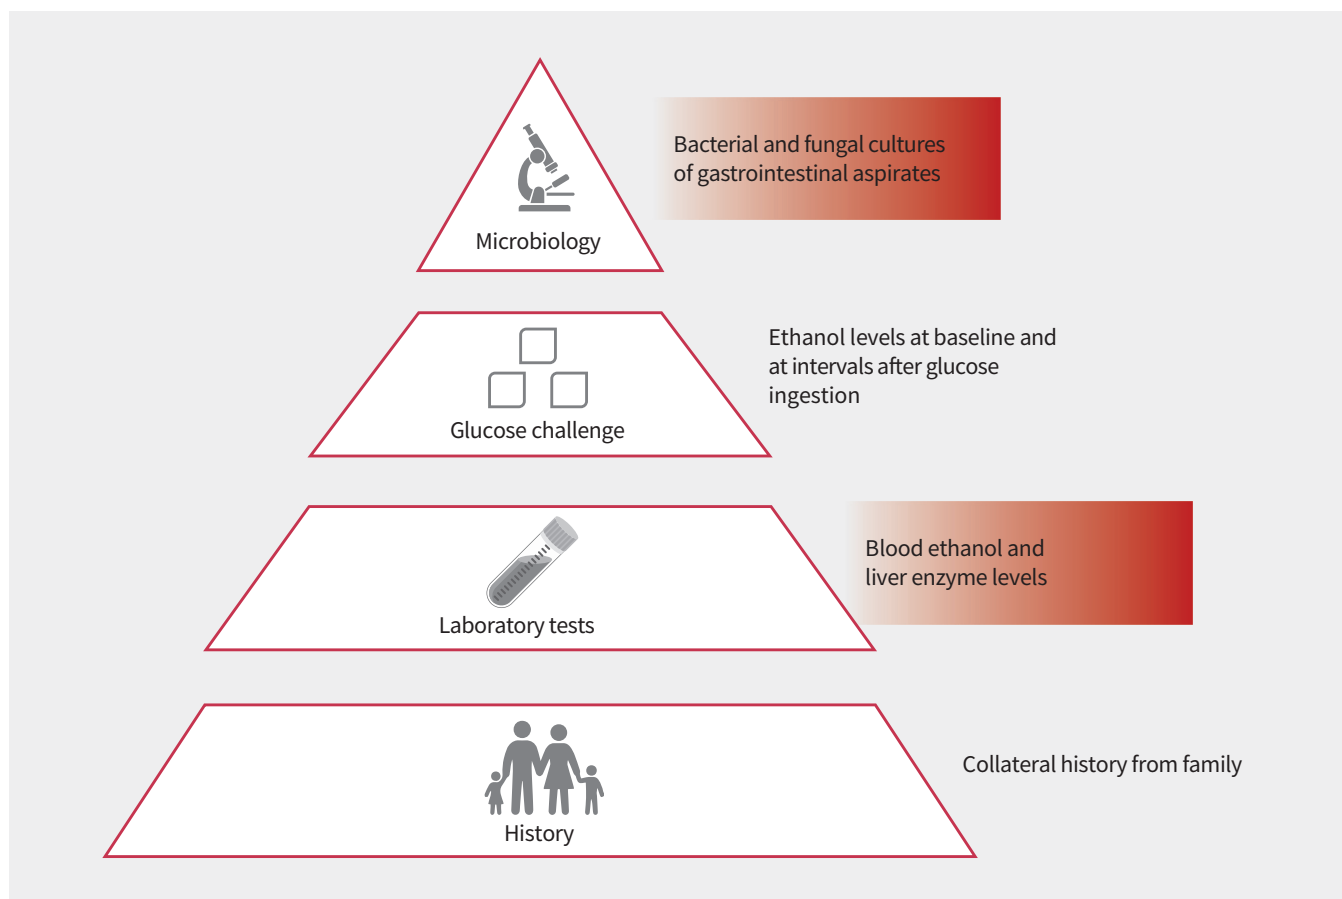 Bacterial and fungal cultures
of gastrointestinal aspirates
Microbiology
Ethanol levels at baseline and
at intervals after glucose
ingestion
Glucose challenge
Blood ethanol and
liver enzyme levels
Laboratory tests
Collateral history from family
History